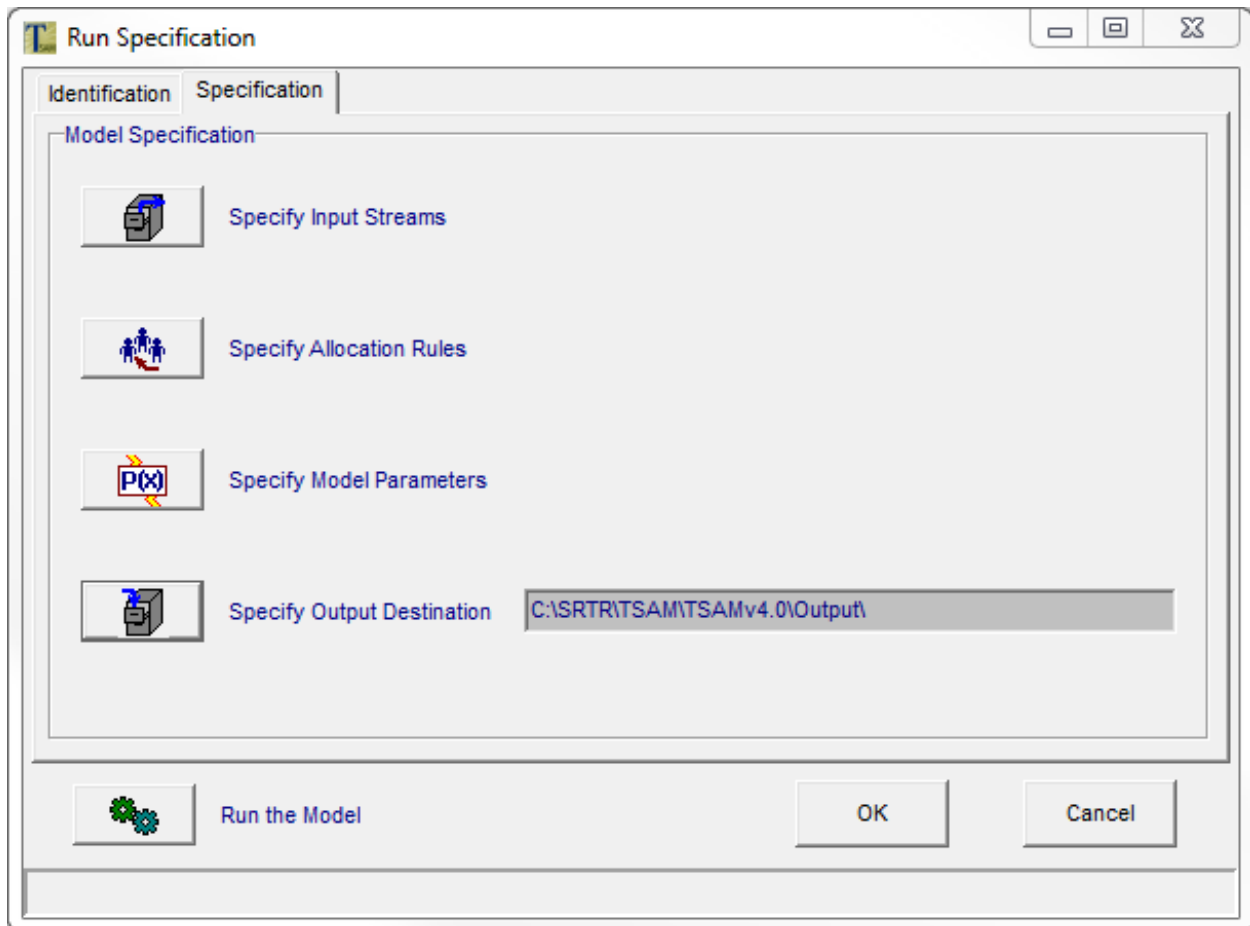 Run Specification
Identification
Specification
Model Specification
Specify Input Streams
Specify Allocation Rules
P(x)
Specify Model Parameters
Specify Output Destination
C:\SRTR\TSAM\TSAMv4.0\Output\
Run the Model
OK
Cancel